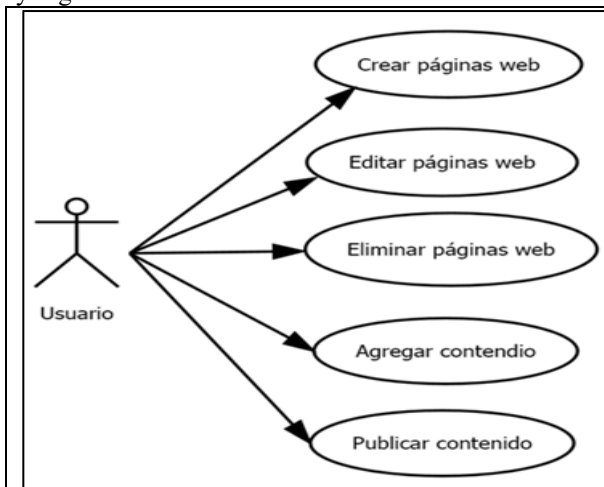 Crear páginas web
Editar páginas web
Eliminar páginas web
Usuario
Agregar contendio
Publicar contenido